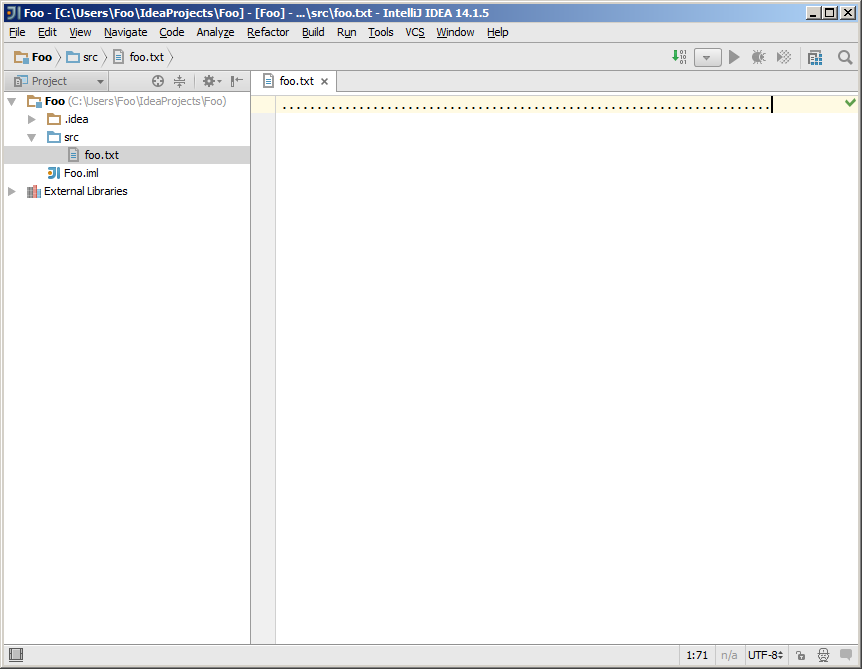 Foo - [C:\Users\Foo\IdeaProjects\Foo] - [Foo] - ...\src\foo.txt - IntelliJ IDEA 14.1.5
File Edit View Navigate Code Analyze Refactor Build Run Tools VCS Window Help
Foo src foo.txt
Project
foo.txt
Foo (C:\Users\Foo\IdeaProjects\Foo)
......................................................................
.idea
src
foo.txt
Foo.iml
External Libraries
1:71 n/a UTF-8